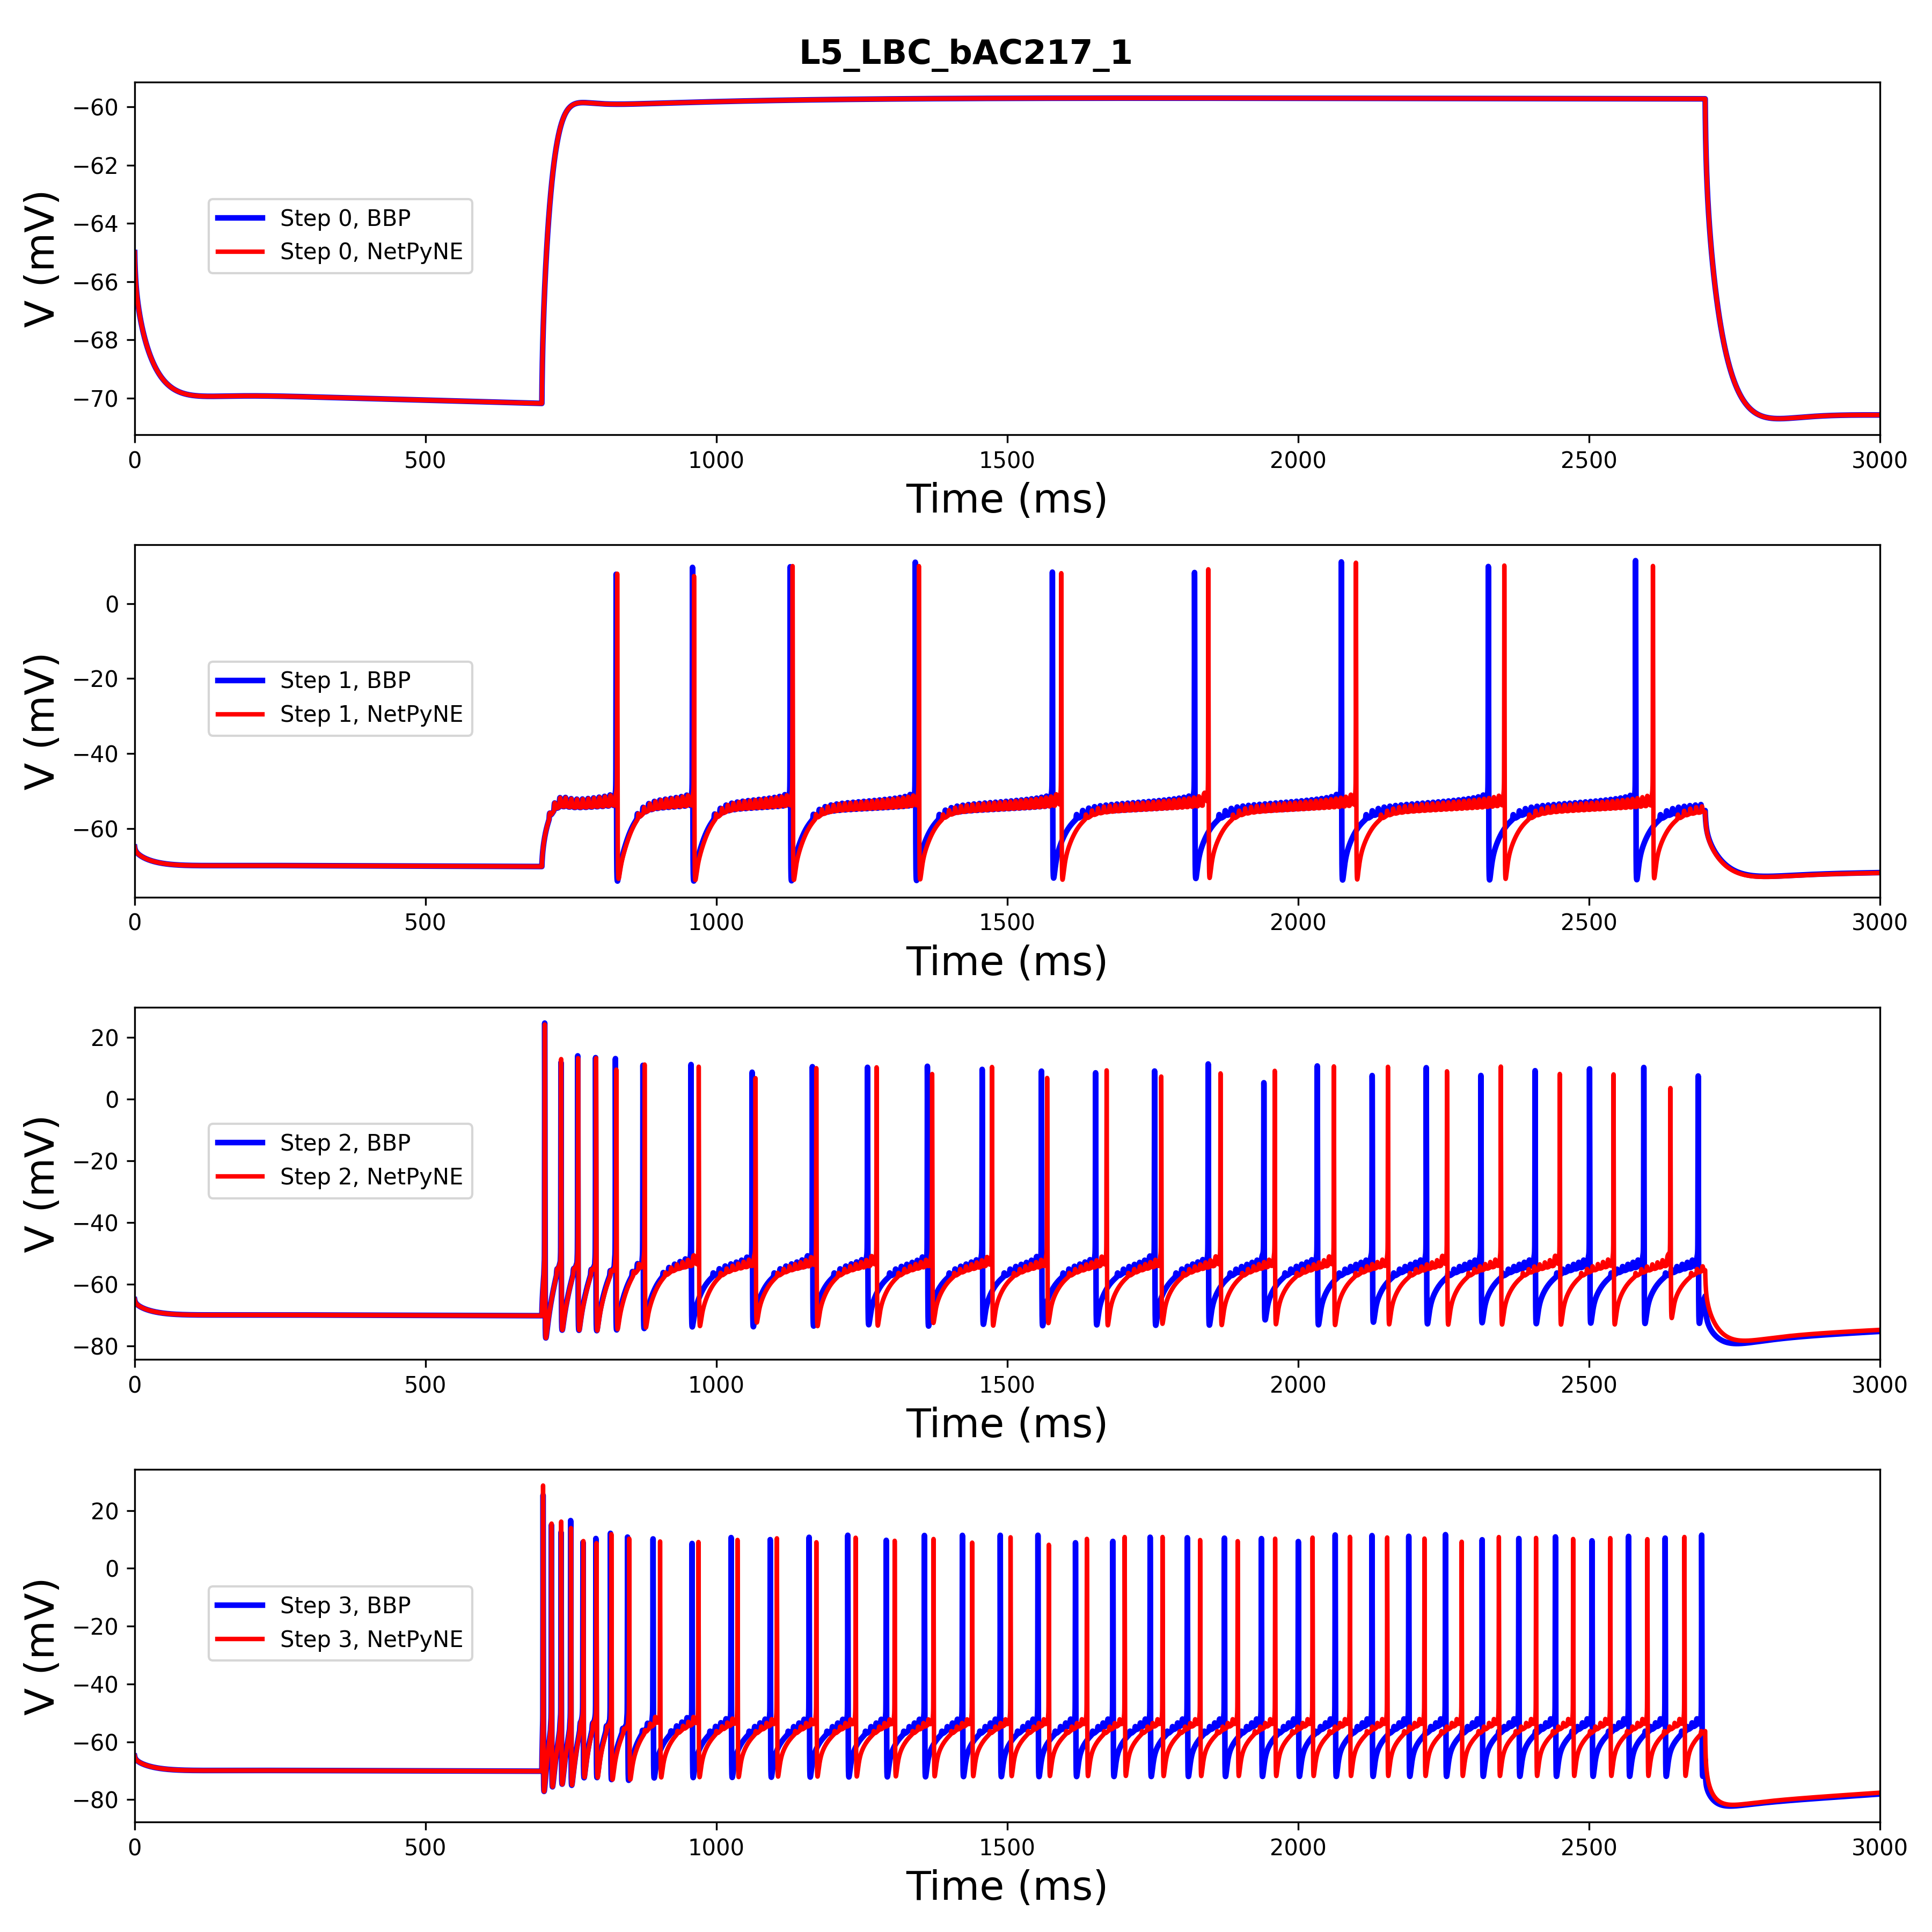 L5_LBC_bAC217_1
V (mV)
−60
−62
−64
−66
−68
−70
Step 0, BBP
Step 0, NetPyNE
0 500 1000 1500 2000 2500 3000
Time (ms)
V (mV)
0
−20
−40
−60
Step 1, BBP
Step 1, NetPyNE
0 500 1000 1500 2000 2500 3000
Time (ms)
V (mV)
20
0
−20
−40
−60
−80
Step 2, BBP
Step 2, NetPyNE
0 500 1000 1500 2000 2500 3000
Time (ms)
V (mV)
20
0
−20
−40
−60
−80
Step 3, BBP
Step 3, NetPyNE
0 500 1000 1500 2000 2500 3000
Time (ms)